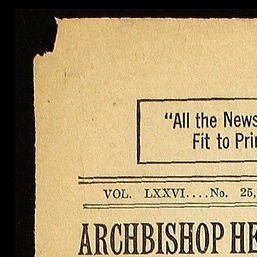 "All the News
Fit to Pri
VOL. LXXVI....No. 25,
ARCHBISHOP HE